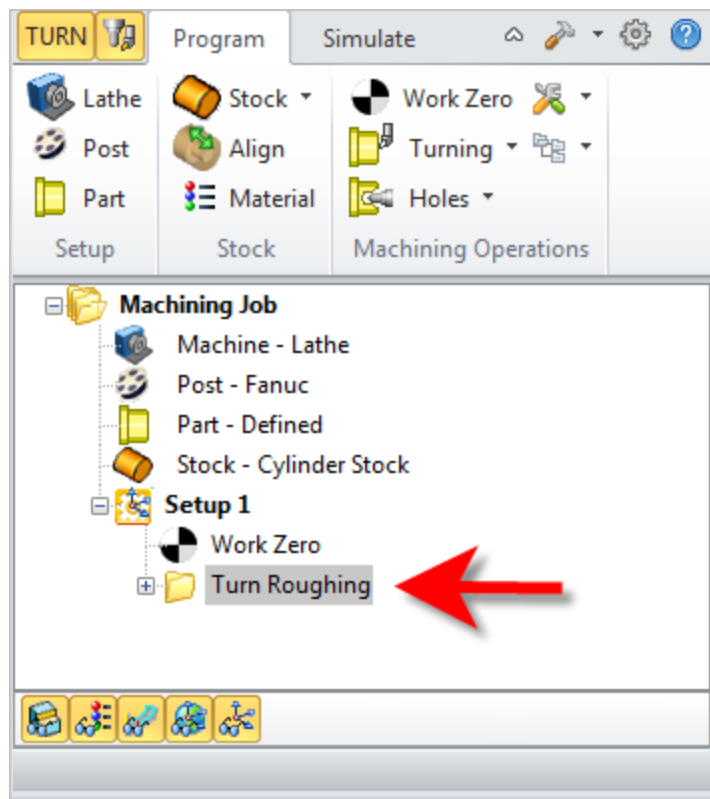 TURN Program Simulate ?
Lathe Stock Work Zero
Post Align Turning
Part Material Holes
Setup Stock Machining Operations
Machining Job
Machine - Lathe
Post - Fanuc
Part - Defined
Stock - Cylinder Stock
Setup 1
Work Zero
Turn Roughing